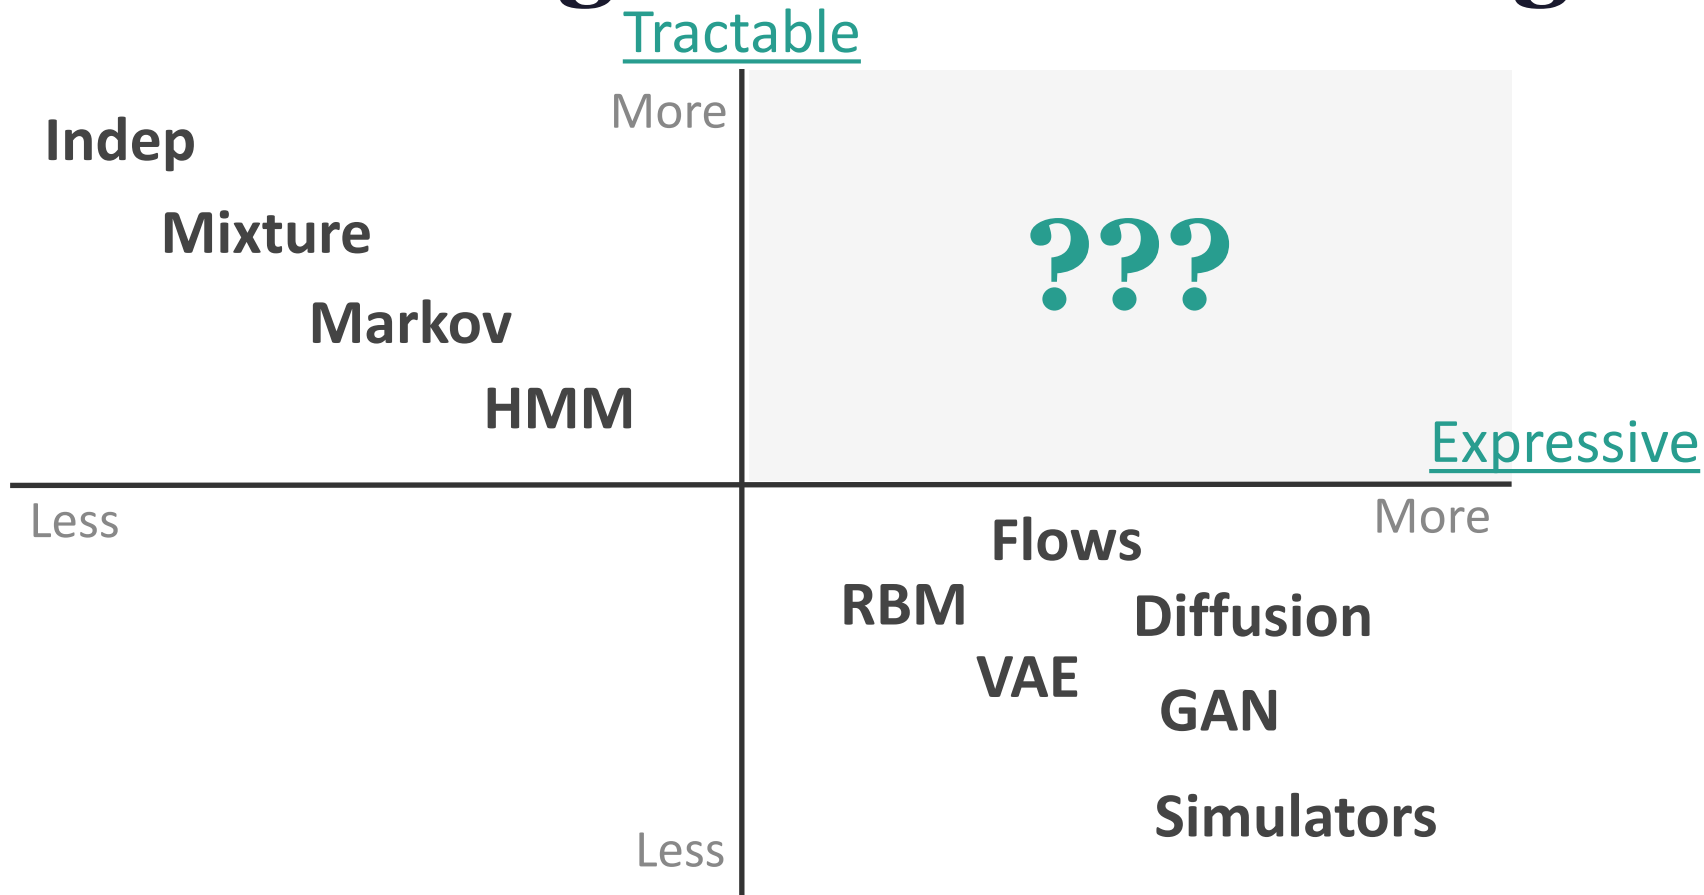 Tractable
More
Indep
Mixture
???
Markov
HMM
Expressive
Less
More
Flows
RBM
Diffusion
VAE
GAN
Simulators
Less